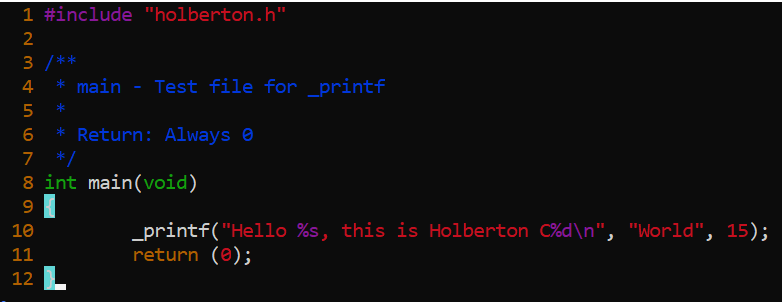 1 #include "holberton.h"
2
3 /**
4  * main - Test file for _printf
5  *
6  * Return: Always 0
7  */
8 int main(void)
9 {
10         _printf("Hello %s, this is Holberton C%d\n", "World", 15);
11         return (0);
12 }